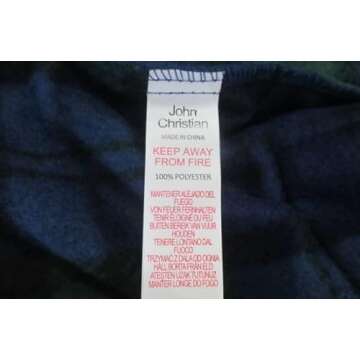 John
Christian
MADE IN CHINA
KEEP AWAY
FROM FIRE
100% POLYESTER
MANTENER ALEJADO DEL
FUEGO
VON FEUER FERNHALTEN
TENIR ÉLOIGNÉ DU FEU
BUITEN BEREIK VAN VUUR
HOUDEN
TENERE LONTANO DAL
FUOCO
TRZYMAĆ Z DALA OD OGNIA
HÅLL BORTA FRÅN ELD
ATEŞTEN UZAK TUTUNUZ
MANTER LONGE DO FOGO